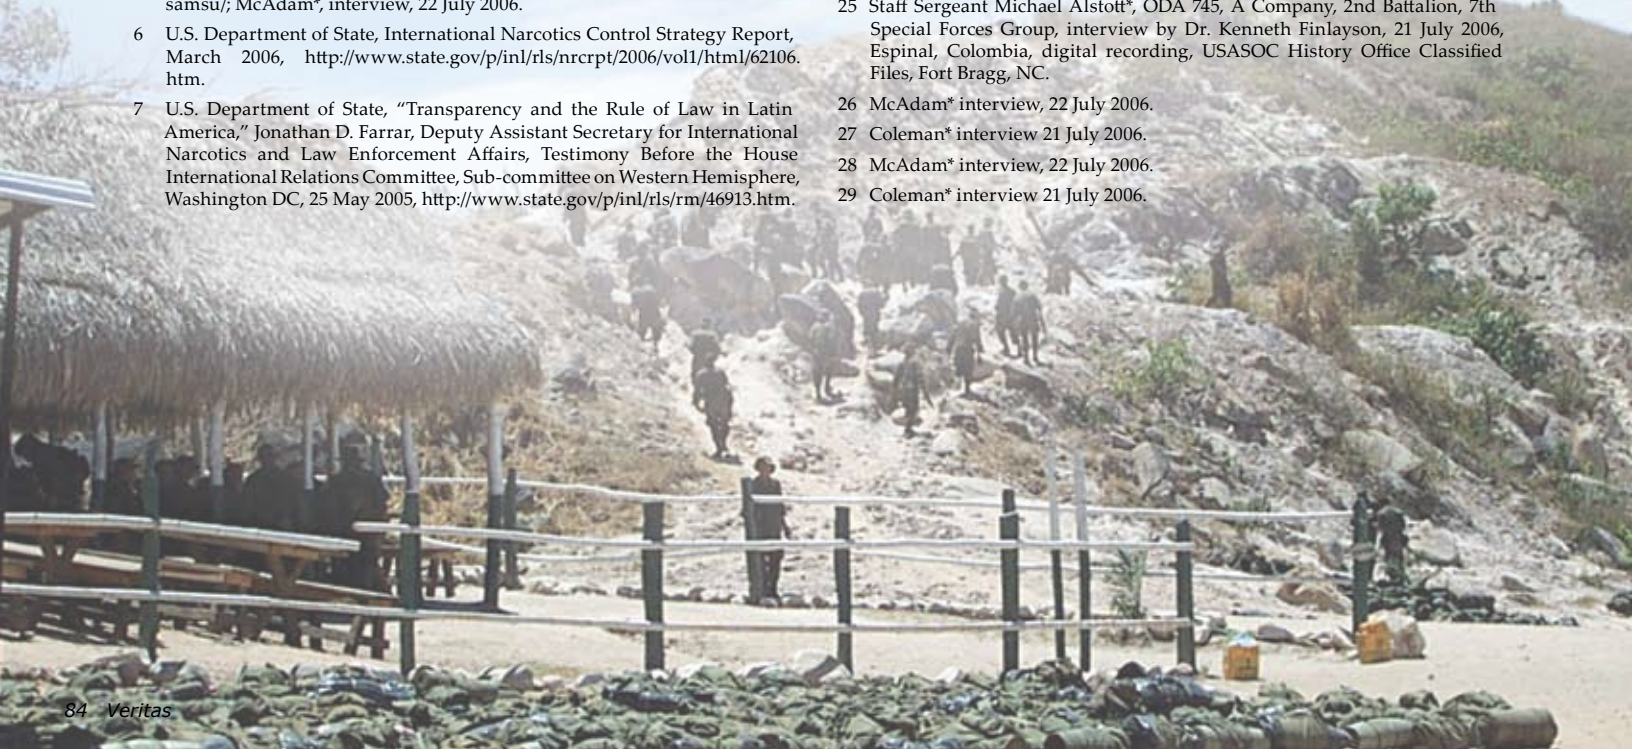 samsu/; McAdam*, interview, 22 July 2006.
6 U.S. Department of State, International Narcotics Control Strategy Report,
March 2006, http://www.state.gov/p/inl/rls/nrcrpt/2006/vol1/html/62106.
htm.
7 U.S. Department of State, “Transparency and the Rule of Law in Latin
America,” Jonathan D. Farrar, Deputy Assistant Secretary for International
Narcotics and Law Enforcement Affairs, Testimony Before the House
International Relations Committee, Sub-committee on Western Hemisphere,
Washington DC, 25 May 2005, http://www.state.gov/p/inl/rls/rm/46913.htm.
25 Staff Sergeant Michael Alstott*, ODA 745, A Company, 2nd Battalion, 7th
Special Forces Group, interview by Dr. Kenneth Finlayson, 21 July 2006,
Espinal, Colombia, digital recording, USASOC History Office Classified
Files, Fort Bragg, NC.
26 McAdam* interview, 22 July 2006.
27 Coleman* interview 21 July 2006.
28 McAdam* interview, 22 July 2006.
29 Coleman* interview 21 July 2006.
84 Veritas